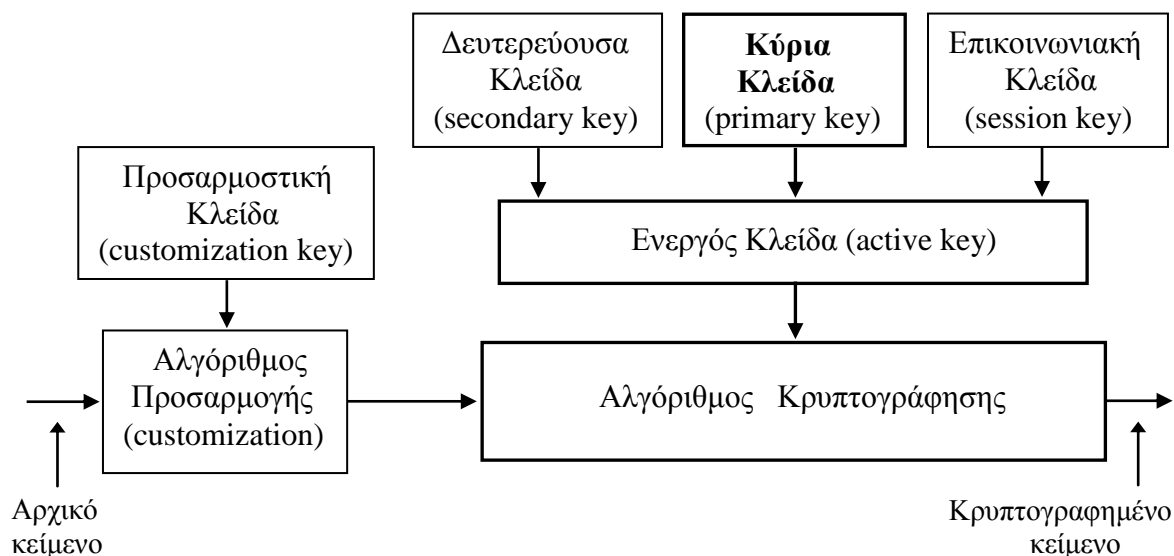 Δευτερεύουσα
Κλείδα
(secondary key)
Κύρια
Κλείδα
(primary key)
Επικοινωνιακή
Κλείδα
(session key)
Προσαρμοστική
Κλείδα
(customization key)
Ενεργός Κλείδα (active key)
Αλγόριθμος
Προσαρμογής
(customization)
Αλγόριθμος Κρυπτογράφησης
Αρχικό
κείμενο
Κρυπτογραφημένο
κείμενο